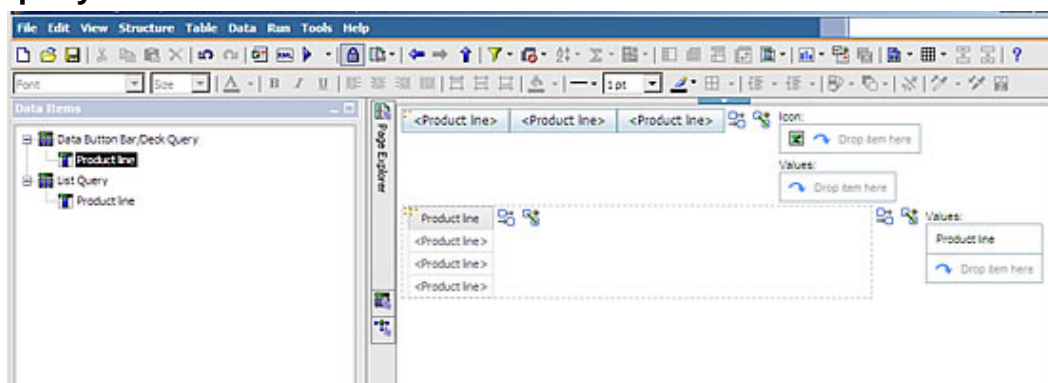 File Edit View Structure Table Data Run Tools Help
Font Size A B I U 1 pt
Data Items
Data Button Bar/Deck Query
Product line
List Query
Product line
Page Explorer
<Product line> <Product line> <Product line>
Icon:
Drop item here
Values:
Drop item here
Product line
<Product line>
<Product line>
<Product line>
Values:
Product line
Drop item here